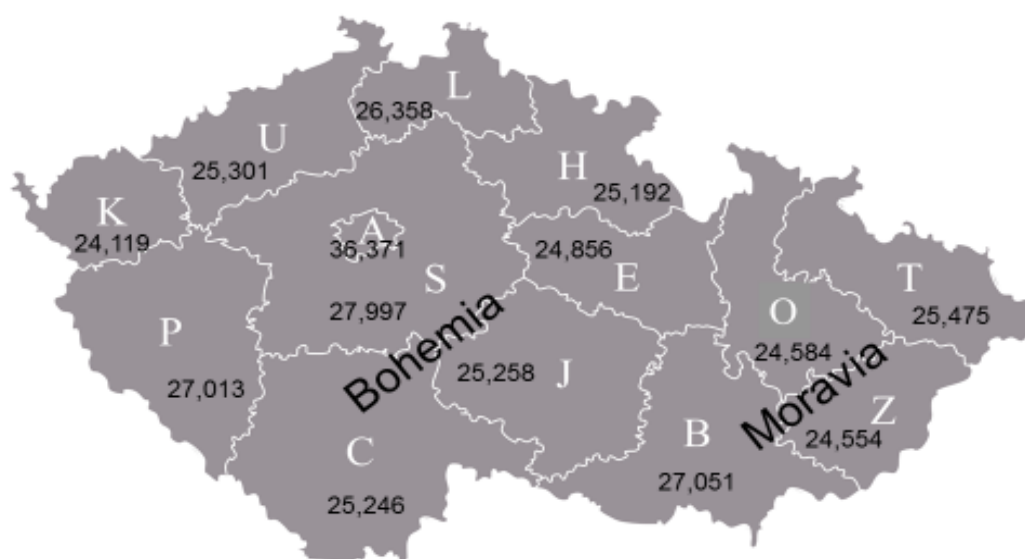 L
26,358
U
25,301
H
25,192
K
24,119
A
36,371
E
24,856
S
27,997
T
25,475
O
24,584
P
27,013
Bohemia
J
25,258
Moravia
Z
24,554
B
27,051
C
25,246